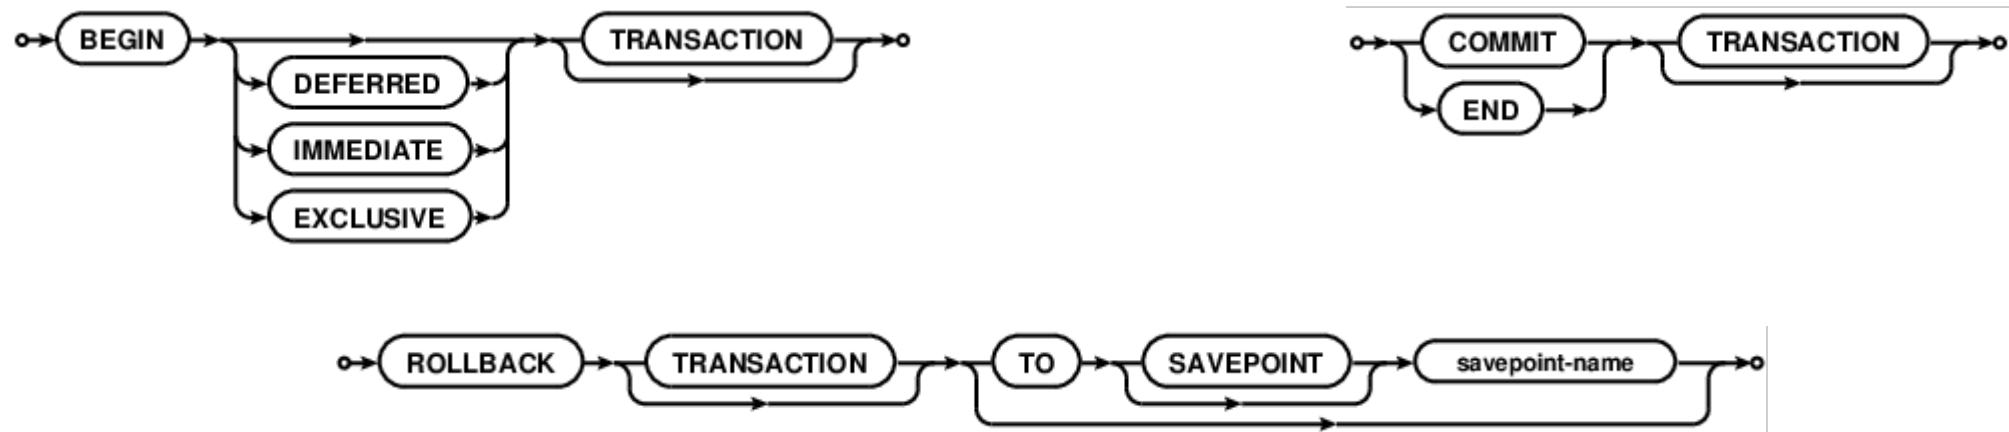 BEGIN
TRANSACTION
DEFERRED
IMMEDIATE
EXCLUSIVE
COMMIT
TRANSACTION
END
ROLLBACK TRANSACTION TO SAVEPOINT savepoint-name